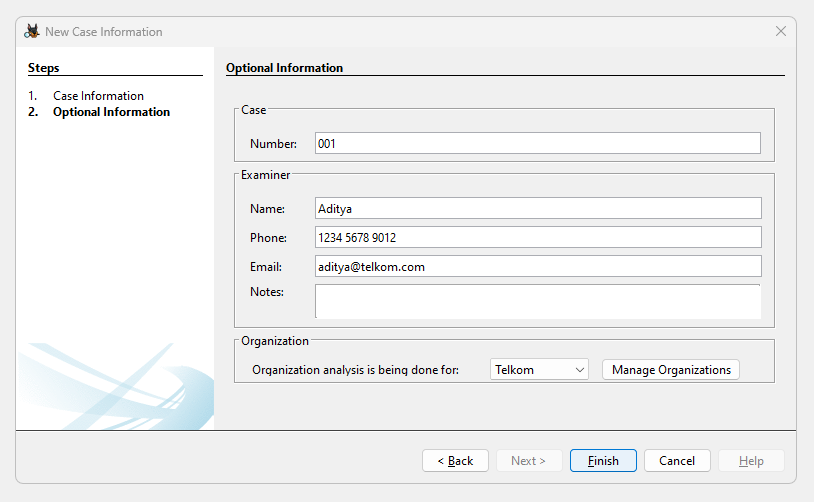 New Case Information
Steps
1. Case Information
2. Optional Information
Optional Information
Case
Number: 001
Examiner
Name: Aditya
Phone: 1234 5678 9012
Email: aditya@telkom.com
Notes:
Organization
Organization analysis is being done for: Telkom Manage Organizations
< Back Next > Finish Cancel Help